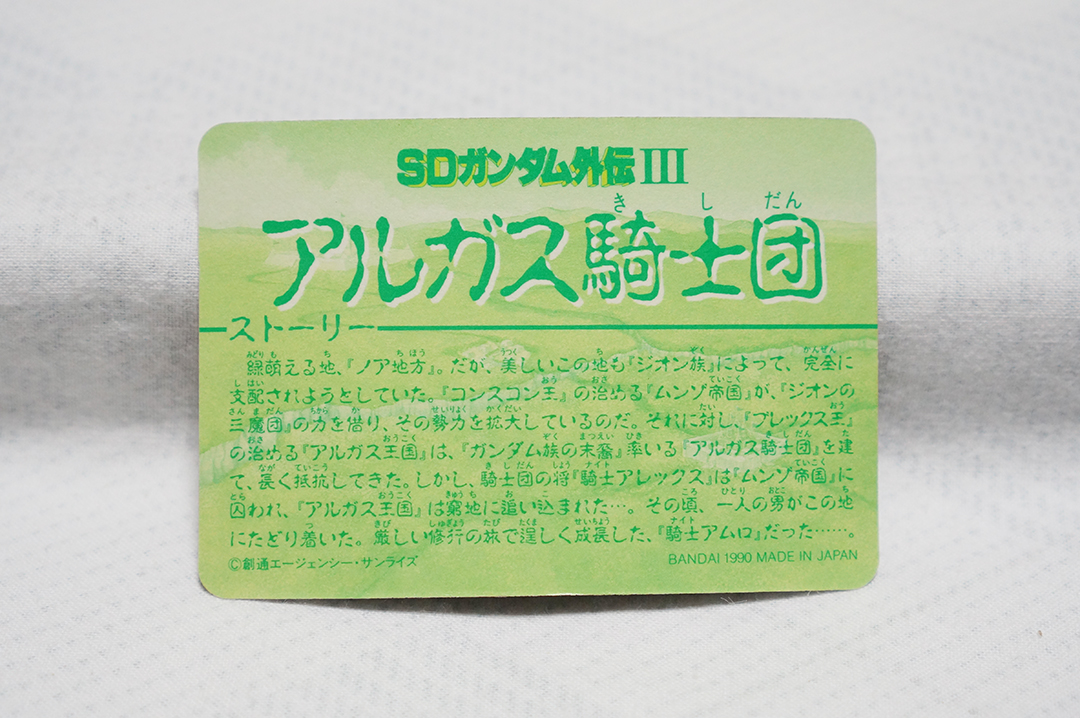 SDガンダム外伝III
アルガス騎士団
きしだん
ストーリー
緑萌える地、『ノア地方』。だが、美しいこの地も『ジオン族』によって、完全に
支配されようとしていた。『コンスコン王』の治める『ムンゾ帝国』が、『ジオンの
三魔団』の力を借り、その勢力を拡大しているのだ。それに対し、『ブレックス王』
の治める『アルガス王国』は、『ガンダム族の末裔』率いる『アルガス騎士団』を建
て、長く抵抗してきた。しかし、騎士団の将『騎士アレックス』は『ムンゾ帝国』に
囚われ、『アルガス王国』は窮地に追い込まれた…。その頃、一人の男がこの地
にたどり着いた。厳しい修行の旅で逞しく成長した、『騎士アムロ』だった……。
©創通エージェンシー・サンライズ
BANDAI 1990 MADE IN JAPAN